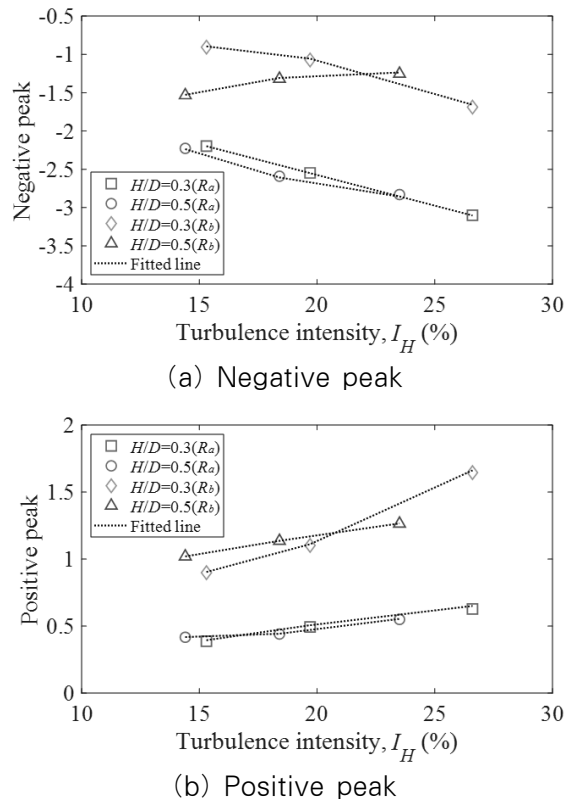 -0.5
-1
-1.5
-2
-2.5
-3
-3.5
-4
Negative peak
H/D=0.3(Ra)
H/D=0.5(Ra)
H/D=0.3(Rb)
H/D=0.5(Rb)
Fitted line
10 15 20 25 30
Turbulence intensity, I_H (%)
(a) Negative peak
2
1.5
1
0.5
0
Positive peak
H/D=0.3(Ra)
H/D=0.5(Ra)
H/D=0.3(Rb)
H/D=0.5(Rb)
Fitted line
10 15 20 25 30
Turbulence intensity, I_H (%)
(b) Positive peak